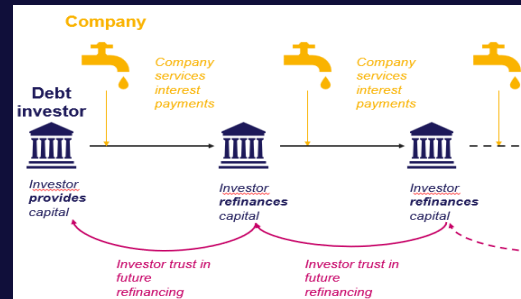 Company
Company
services
interest
payments
Company
services
interest
payments
Debt
investor
Investor
provides
capital
Investor
refinances
capital
Investor
refinances
capital
Investor trust in
future
refinancing
Investor trust in
future
refinancing